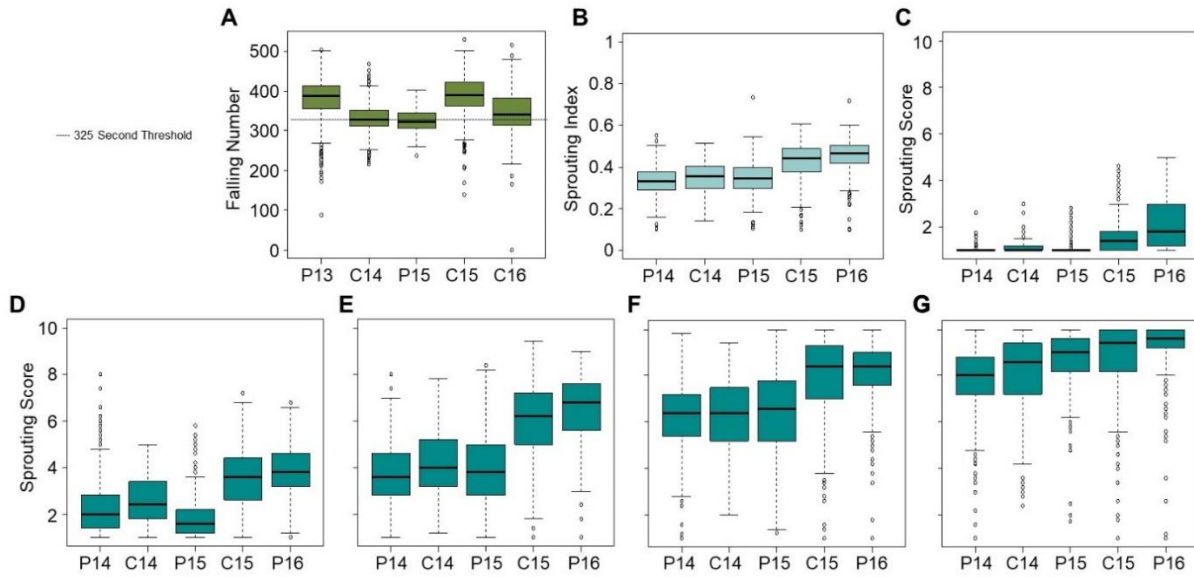 A
B
C
500
400
300
200
100
0
Falling Number
P13 C14 P15 C15 C16
325 Second Threshold
1
0.8
0.6
0.4
0.2
0
Sprouting Index
P14 C14 P15 C15 P16
10
8
6
4
2
Sprouting Score
P14 C14 P15 C15 P16
D
E
F
G
10
8
6
4
2
Sprouting Score
P14 C14 P15 C15 P16
P14 C14 P15 C15 P16
P14 C14 P15 C15 P16
P14 C14 P15 C15 P16